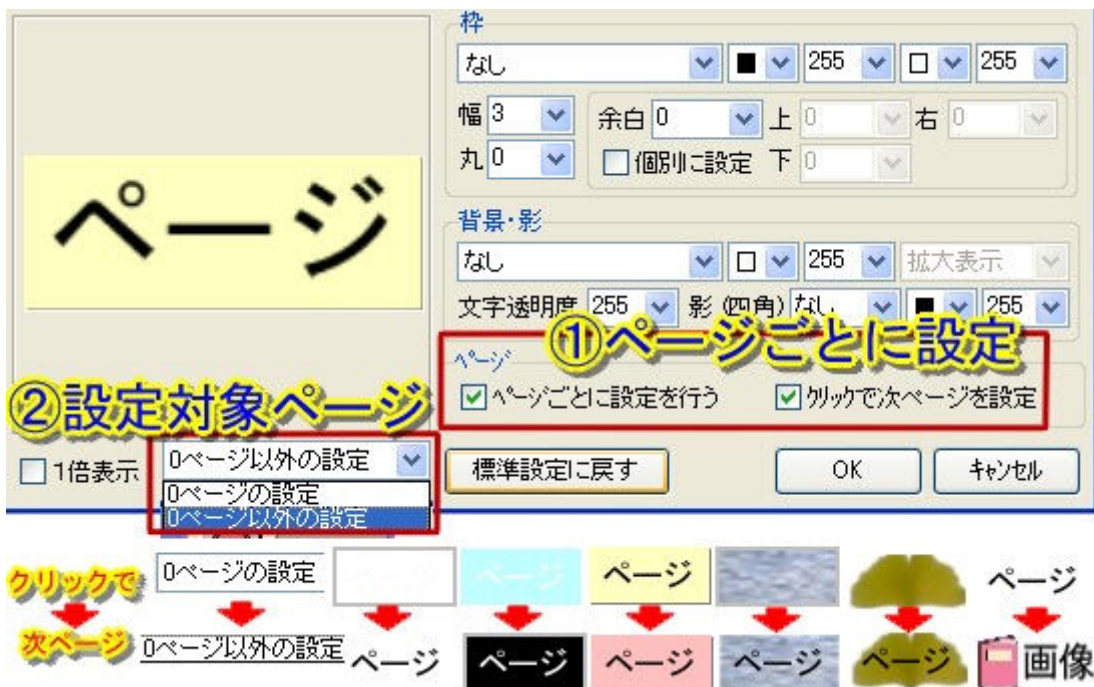 枠
なし ■ 255 □ 255
幅 3 余白 0 上 0 右 0
丸 0 個別に設定 下 0
ページ
背景・影
なし □ 255 拡大表示
文字透明度 255 影 (四角) なし ■ 255
①ページごとに設定
ページ
ページごとに設定を行う クリックで次ページを設定
②設定対象ページ
1倍表示 0ページ以外の設定 標準設定に戻す OK キャンセル
0ページの設定
0ページ以外の設定
クリックで 0ページの設定 ページ ページ ページ
次ページ 0ページ以外の設定 ページ ページ ページ ページ ページ 画像